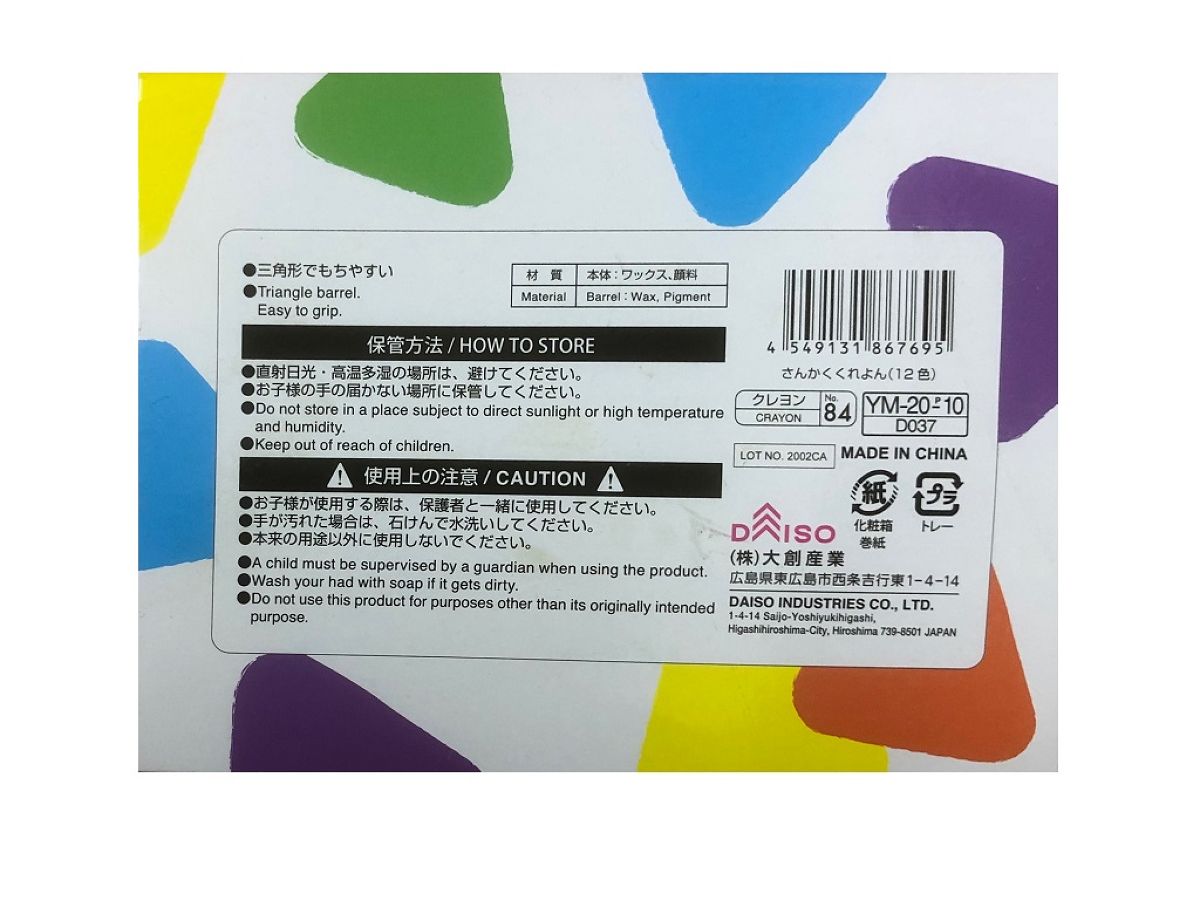 ●三角形でもちやすい
●Triangle barrel.
Easy to grip.
材 質 本体：ワックス、顔料
Material Barrel：Wax, Pigment
保管方法 / HOW TO STORE
●直射日光・高温多湿の場所は、避けてください。
●お子様の手の届かない場所に保管してください。
●Do not store in a place subject to direct sunlight or high temperature
and humidity.
●Keep out of reach of children.
使用上の注意 / CAUTION
●お子様が使用する際は、保護者と一緒に使用してください。
●手が汚れた場合は、石けんで水洗いしてください。
●本来の用途以外に使用しないでください。
●A child must be supervised by a guardian when using the product.
●Wash your had with soap if it gets dirty.
●Do not use this product for purposes other than its originally intended
purpose.
4 549131 867695
さんかくくれよん(12色)
クレヨン
CRAYON
No.
84
YM-20-P-10
D037
LOT NO. 2002CA
MADE IN CHINA
紙
化粧箱
巻紙
プラ
トレー
DAISO
(株)大創産業
広島県東広島市西条吉行東1-4-14
DAISO INDUSTRIES CO., LTD.
1-4-14 Saijo-Yoshiyukihigashi,
Higashihiroshima-City, Hiroshima 739-8501 JAPAN